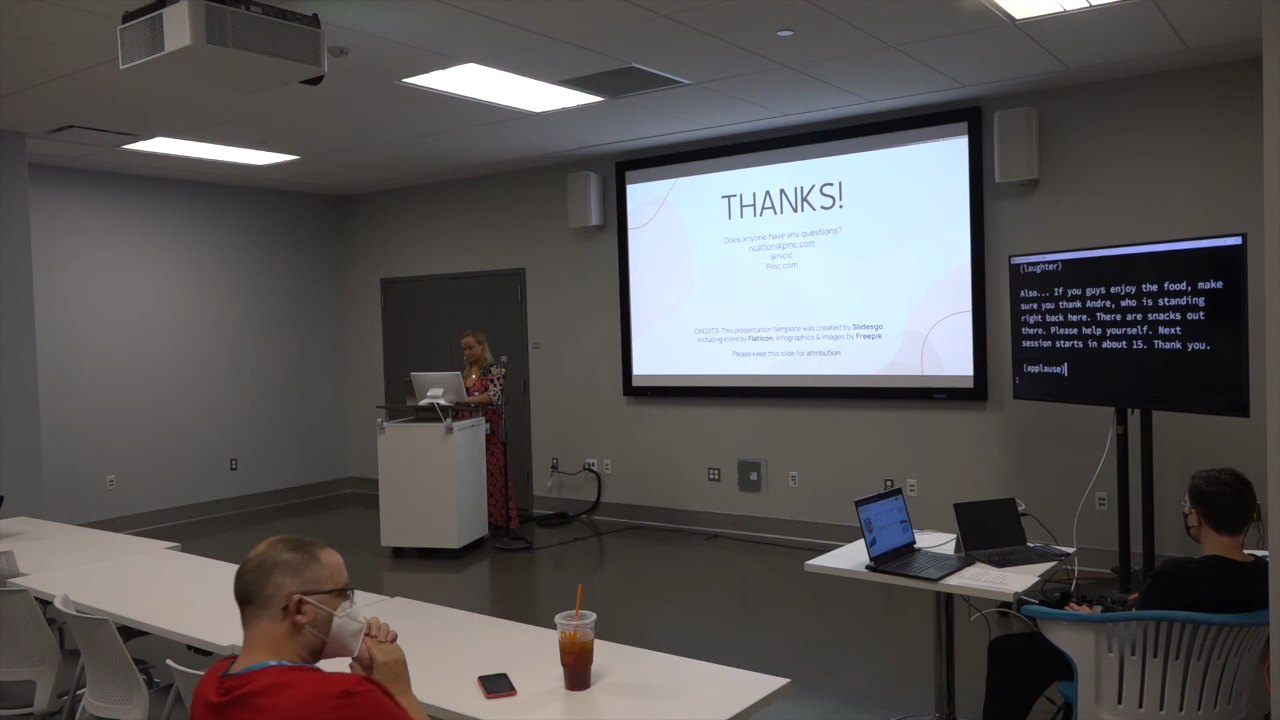 THANKS!
Does anyone have any questions?
ncatton@pmc.com
@nicic
Pmc.com
CREDITS: This presentation template was created by Slidesgo,
including icons by Flaticon, infographics & images by Freepik
Please keep this slide for attribution
(laughter)
Also... If you guys enjoy the food, make
sure you thank Andre, who is standing
right back here. There are snacks out
there. Please help yourself. Next
session starts in about 15. Thank you.
(applause)
: